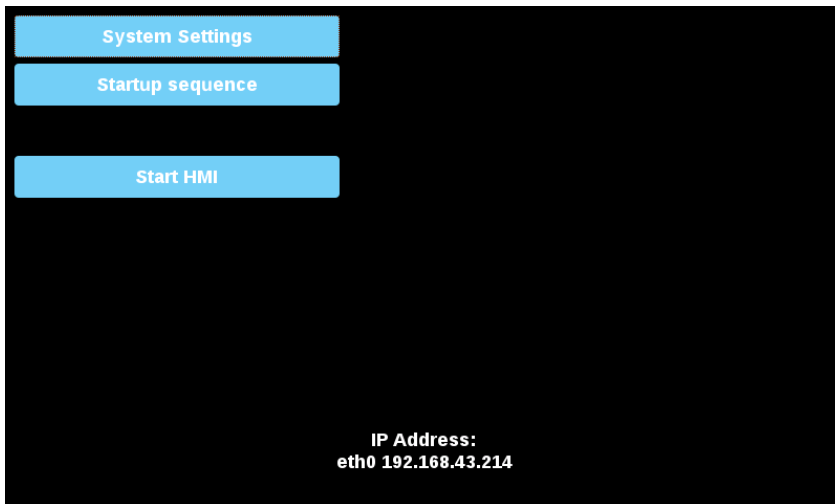 System Settings
Startup sequence
Start HMI
IP Address:
eth0 192.168.43.214